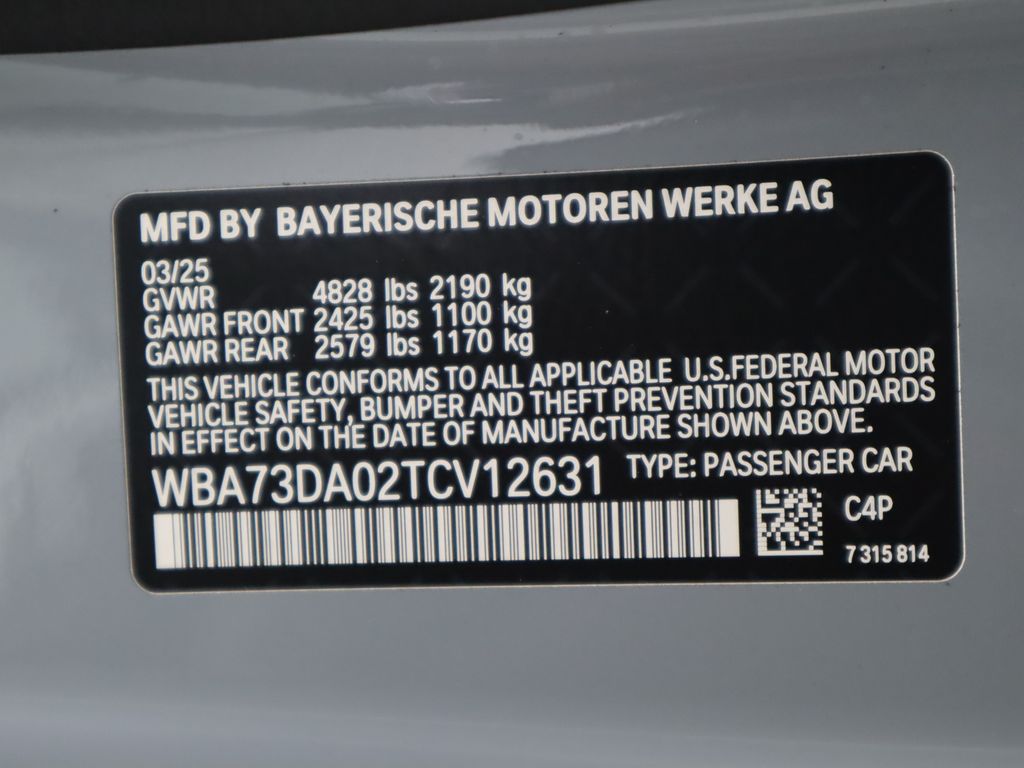 MFD BY BAYERISCHE MOTOREN WERKE AG
03/25
GVWR 4828 lbs 2190 kg
GAWR FRONT 2425 lbs 1100 kg
GAWR REAR 2579 lbs 1170 kg
THIS VEHICLE CONFORMS TO ALL APPLICABLE U.S.FEDERAL MOTOR
VEHICLE SAFETY, BUMPER AND THEFT PREVENTION STANDARDS
IN EFFECT ON THE DATE OF MANUFACTURE SHOWN ABOVE.
WBA73DA02TCV12631 TYPE: PASSENGER CAR
C4P
7 315 814